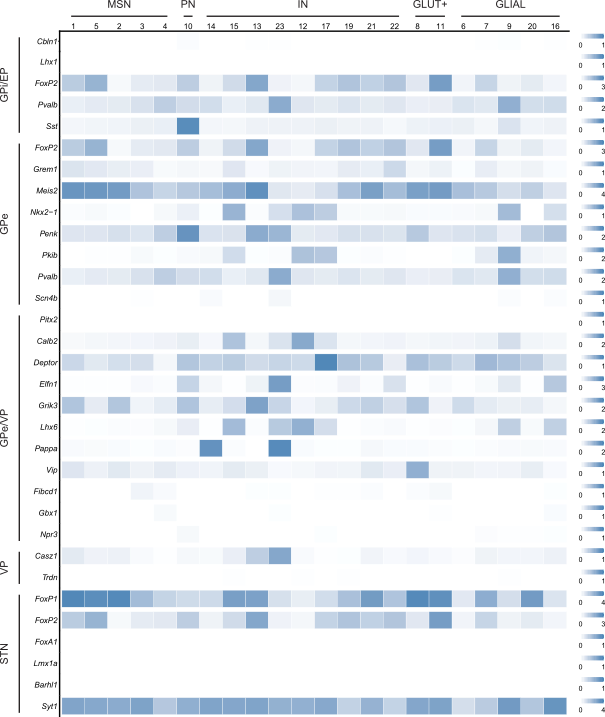 MSN PN IN GLUT+ GLIAL
1 5 2 3 4 10 14 15 13 23 12 17 19 21 22 8 11 6 7 9 20 16
GPi/EP
Cbln1 0 1
Lhx1 0 1
FoxP2 0 3
Pvalb 0 2
Sst 0 1
GPe
FoxP2 0 3
Grem1 0 1
Meis2 0 4
Nkx2−1 0 1
Penk 0 2
Pkib 0 2
Pvalb 0 2
Scn4b 0 1
GPe/VP
Pitx2 0 1
Calb2 0 2
Deptor 0 1
Elfn1 0 3
Grik3 0 2
Lhx6 0 2
Pappa 0 2
Vip 0 1
Fibcd1 0 1
Gbx1 0 1
Npr3 0 1
VP
Casz1 0 1
Trdn 0 1
STN
FoxP1 0 4
FoxP2 0 3
FoxA1 0 1
Lmx1a 0 1
Barhl1 0 1
Syt1 0 4